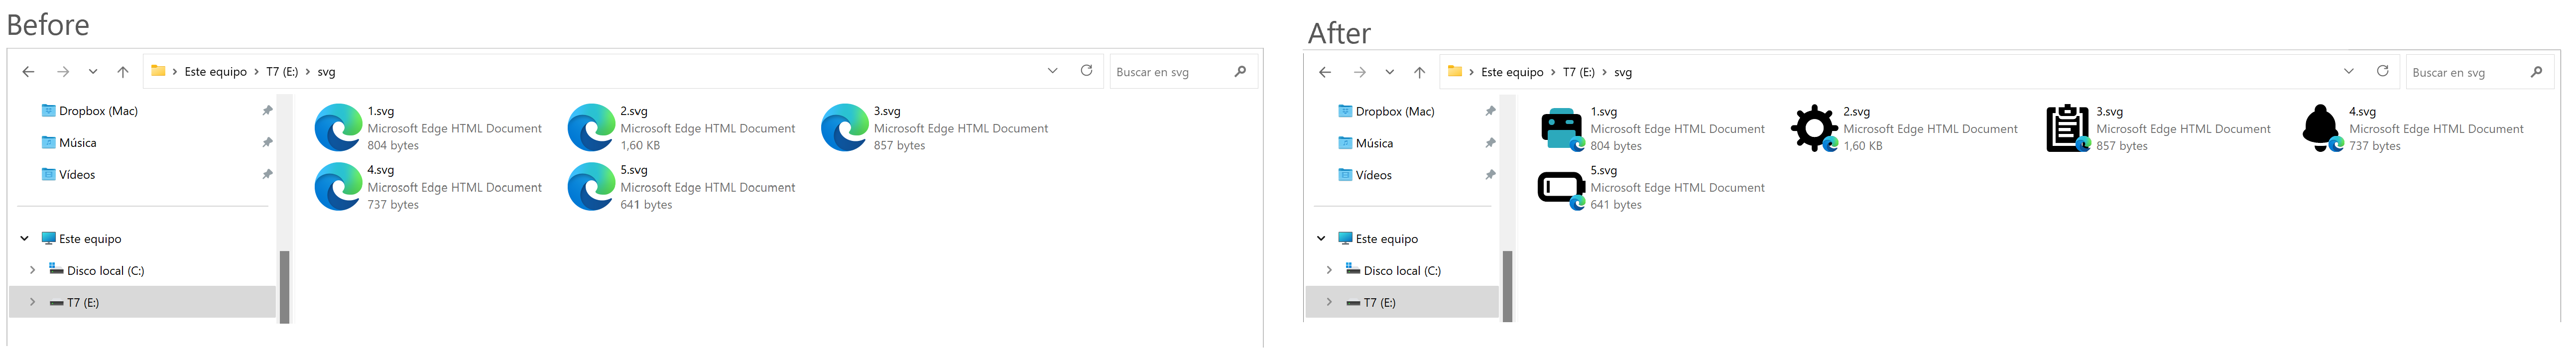 Before
Este equipo T7 (E:) svg
Buscar en svg
Dropbox (Mac)
Música
Vídeos
Este equipo
Disco local (C:)
T7 (E:)
1.svg
Microsoft Edge HTML Document
804 bytes
2.svg
Microsoft Edge HTML Document
1,60 KB
3.svg
Microsoft Edge HTML Document
857 bytes
4.svg
Microsoft Edge HTML Document
737 bytes
5.svg
Microsoft Edge HTML Document
641 bytes
After
Este equipo T7 (E:) svg
Buscar en svg
Dropbox (Mac)
Música
Vídeos
Este equipo
Disco local (C:)
T7 (E:)
1.svg
Microsoft Edge HTML Document
804 bytes
2.svg
Microsoft Edge HTML Document
1,60 KB
3.svg
Microsoft Edge HTML Document
857 bytes
4.svg
Microsoft Edge HTML Document
737 bytes
5.svg
Microsoft Edge HTML Document
641 bytes